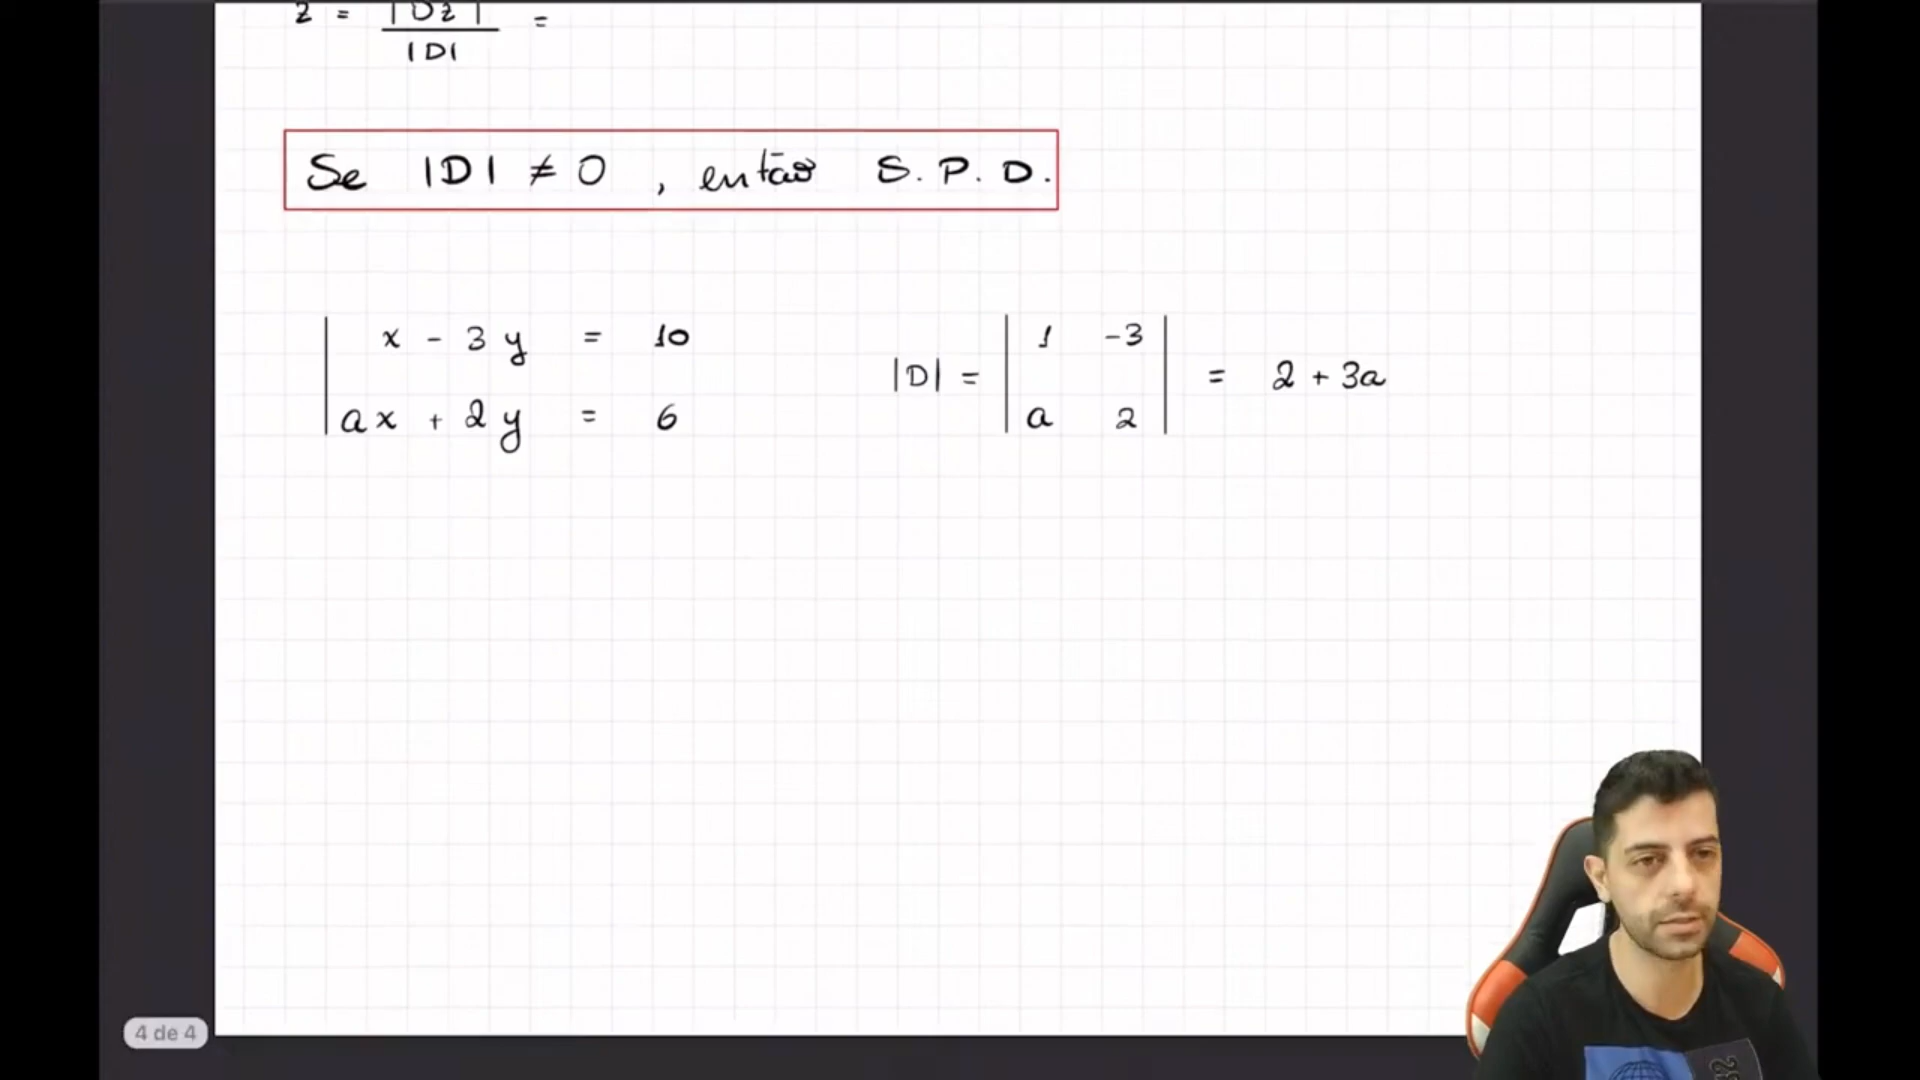 z = |Dz| / |D| =
Se |D| ≠ 0 , então S. P. D.
x - 3y = 10
ax + 2y = 6
|D| = | 1 -3 | = 2 + 3a
| a 2 |
4 de 4